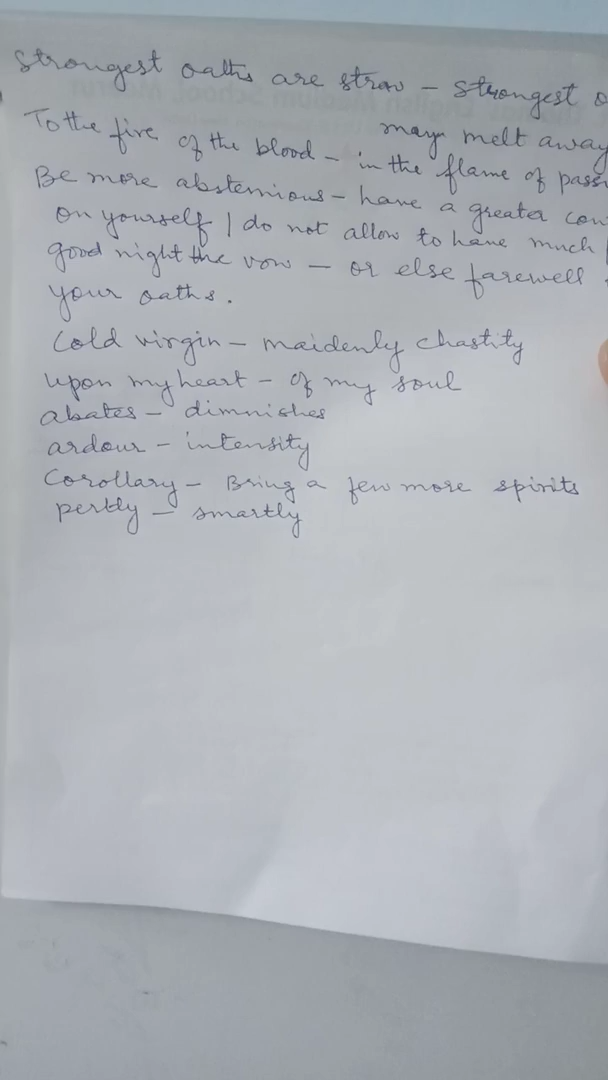 Strongest oaths are straw – Strongest o
may melt away
To the fire of the blood – in the flame of pass
Be more abstemious – have a greater con
on yourself / do not allow to have much
good night the vow – or else farewell
your oaths.
Cold virgin – maidenly chastity
upon my heart – of my soul
abates – dimnishes
ardour – intensity
Corollary – Bring a few more spirits
pertly – smartly